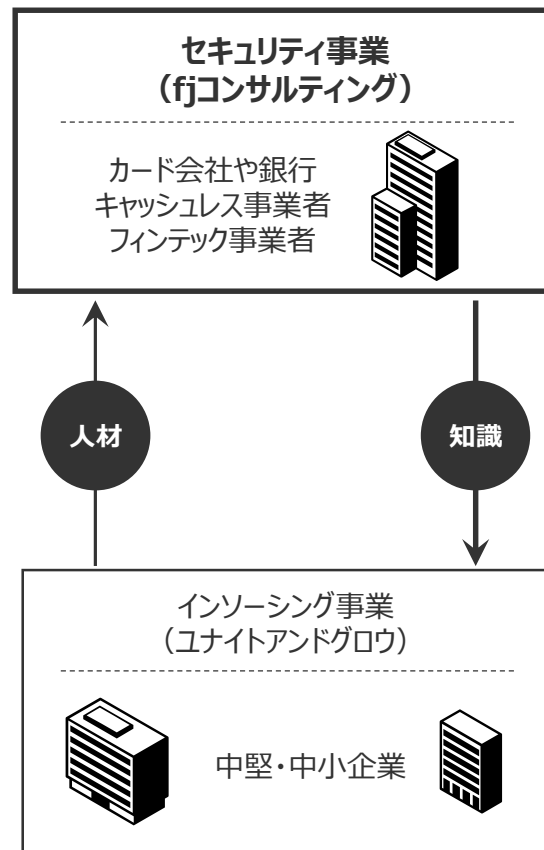 セキュリティ事業
（fjコンサルティング）
カード会社や銀行
キャッシュレス事業者
フィンテック事業者
人材
知識
インソーシング事業
（ユナイトアンドグロウ）
中堅・中小企業